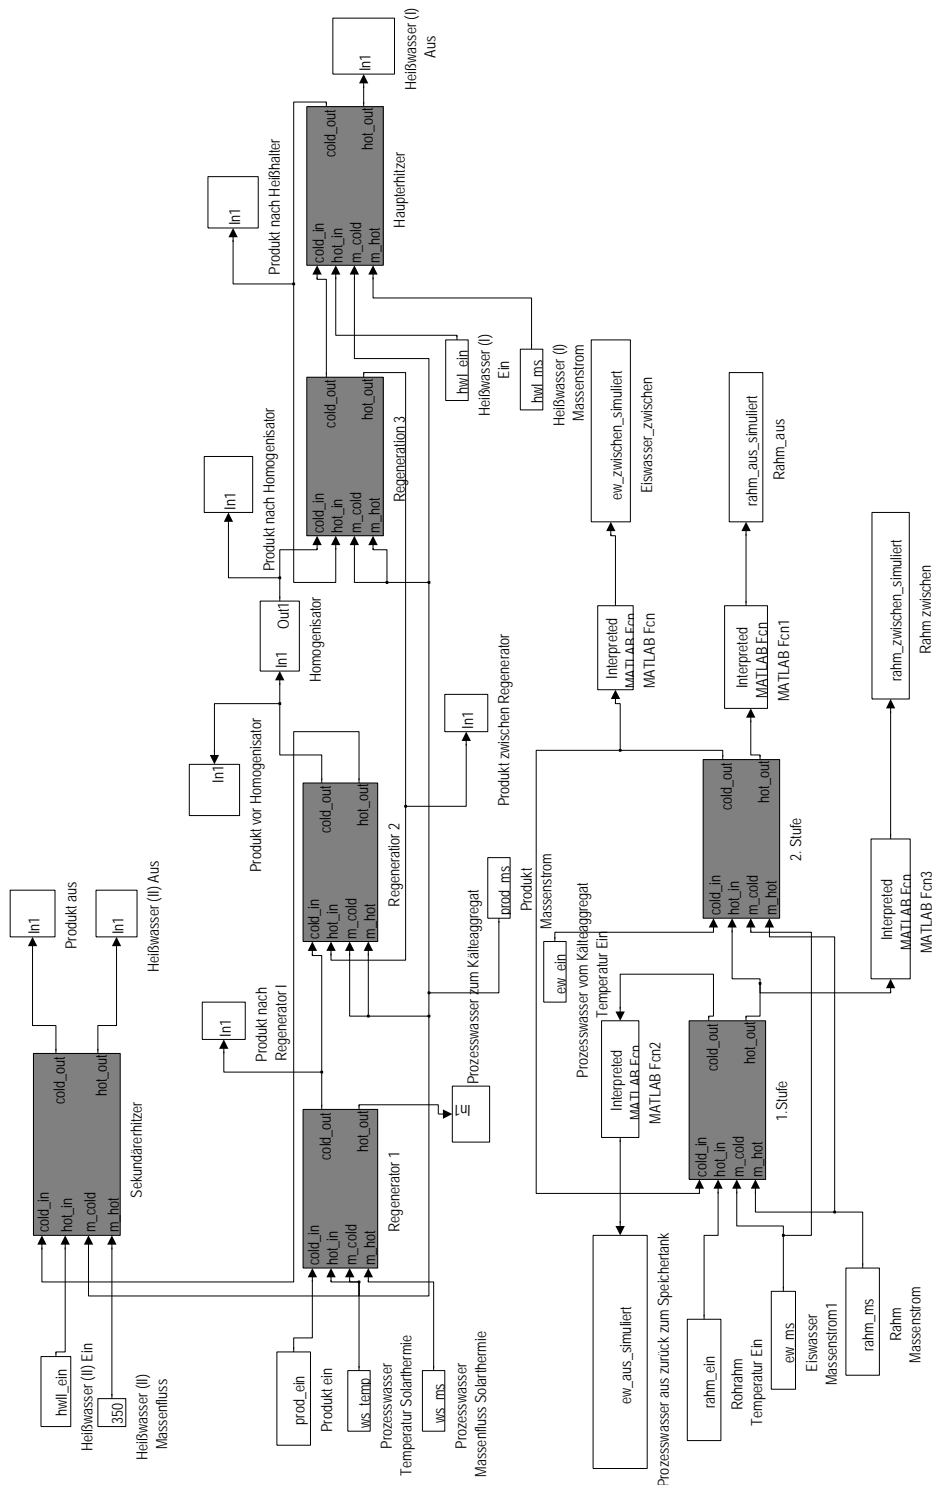 hwII_ein
Heißwasser (II) Ein
350
Heißwasser (II)
Massenfluss
cold_in
hot_in
m_cold
m_hot
cold_out
hot_out
Sekundärerhitzer
In1
Produkt aus
In1
Heißwasser (II) Aus
prod_ein
Produkt ein
ws_temp
Prozesswasser
Temperatur Solarthermie
ws_ms
Prozesswasser
Massenfluss Solarthermie
cold_in
hot_in
m_cold
m_hot
cold_out
hot_out
Regenerator 1
In1
Produkt nach
Regenerator I
In1
Prozesswasser zum Kälteaggregat
cold_in
hot_in
m_cold
m_hot
cold_out
hot_out
Regeneratior 2
prod_ms
Produkt
Massenstrom
In1
Produkt vor Homogenisator
In1
Produkt zwischen Regenerator
In1
Out1
Homogenisator
In1
Produkt nach Homogenisator
cold_in
hot_in
m_cold
m_hot
cold_out
hot_out
Regeneration 3
hwI_ein
Heißwasser (I)
Ein
hwI_ms
Heißwasser (I)
Massenstrom
In1
Produkt nach Heißhalter
cold_in
hot_in
m_cold
m_hot
cold_out
hot_out
Haupterhitzer
In1
Heißwasser (I)
Aus
ew_aus_simuliert
Prozesswasser aus zurück zum Speichertank
rahm_ein
Rohrahm
Temperatur Ein
ew_ms
Eiswasser
Massenstrom1
rahm_ms
Rahm
Massenstrom
Interpreted
MATLAB Fcn
MATLAB Fcn2
cold_in
hot_in
m_cold
m_hot
cold_out
hot_out
1.Stufe
ew_ein
Prozesswasser vom Kälteaggregat
Temperatur Ein
cold_in
hot_in
m_cold
m_hot
cold_out
hot_out
2. Stufe
Interpreted
MATLAB Fcn
MATLAB Fcn
ew_zwischen_simuliert
Eiswasser_zwischen
Interpreted
MATLAB Fcn
MATLAB Fcn1
rahm_aus_simuliert
Rahm_aus
Interpreted
MATLAB Fcn
MATLAB Fcn3
rahm_zwischen_simuliert
Rahm zwischen